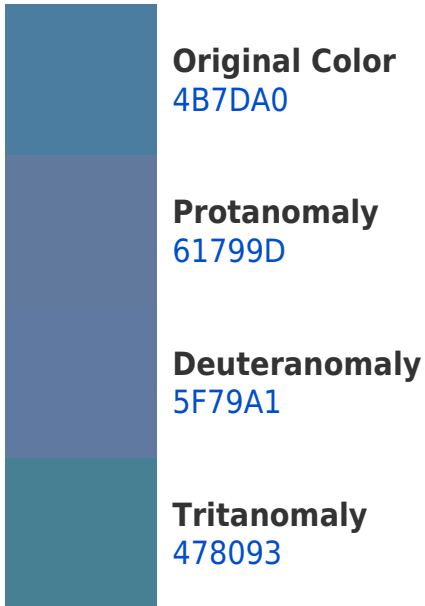 Original Color
4B7DA0
Protanomaly
61799D
Deuteranomaly
5F79A1
Tritanomaly
478093